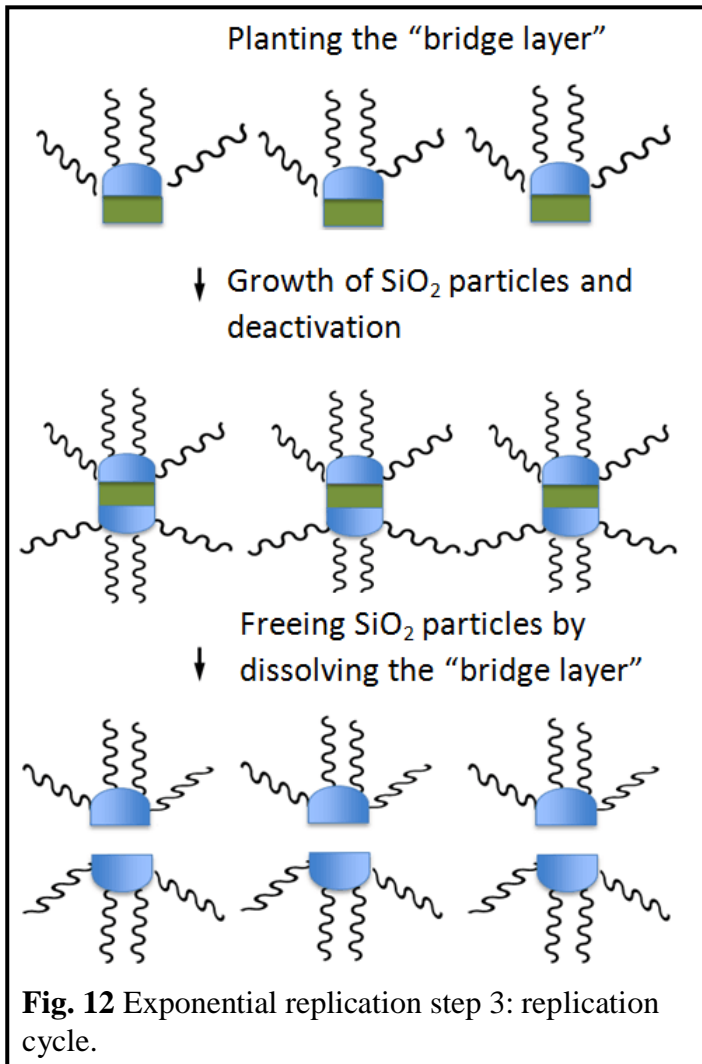 Planting the “bridge layer”
Growth of SiO₂ particles and
deactivation
Freeing SiO₂ particles by
dissolving the “bridge layer”
Fig. 12 Exponential replication step 3: replication
cycle.